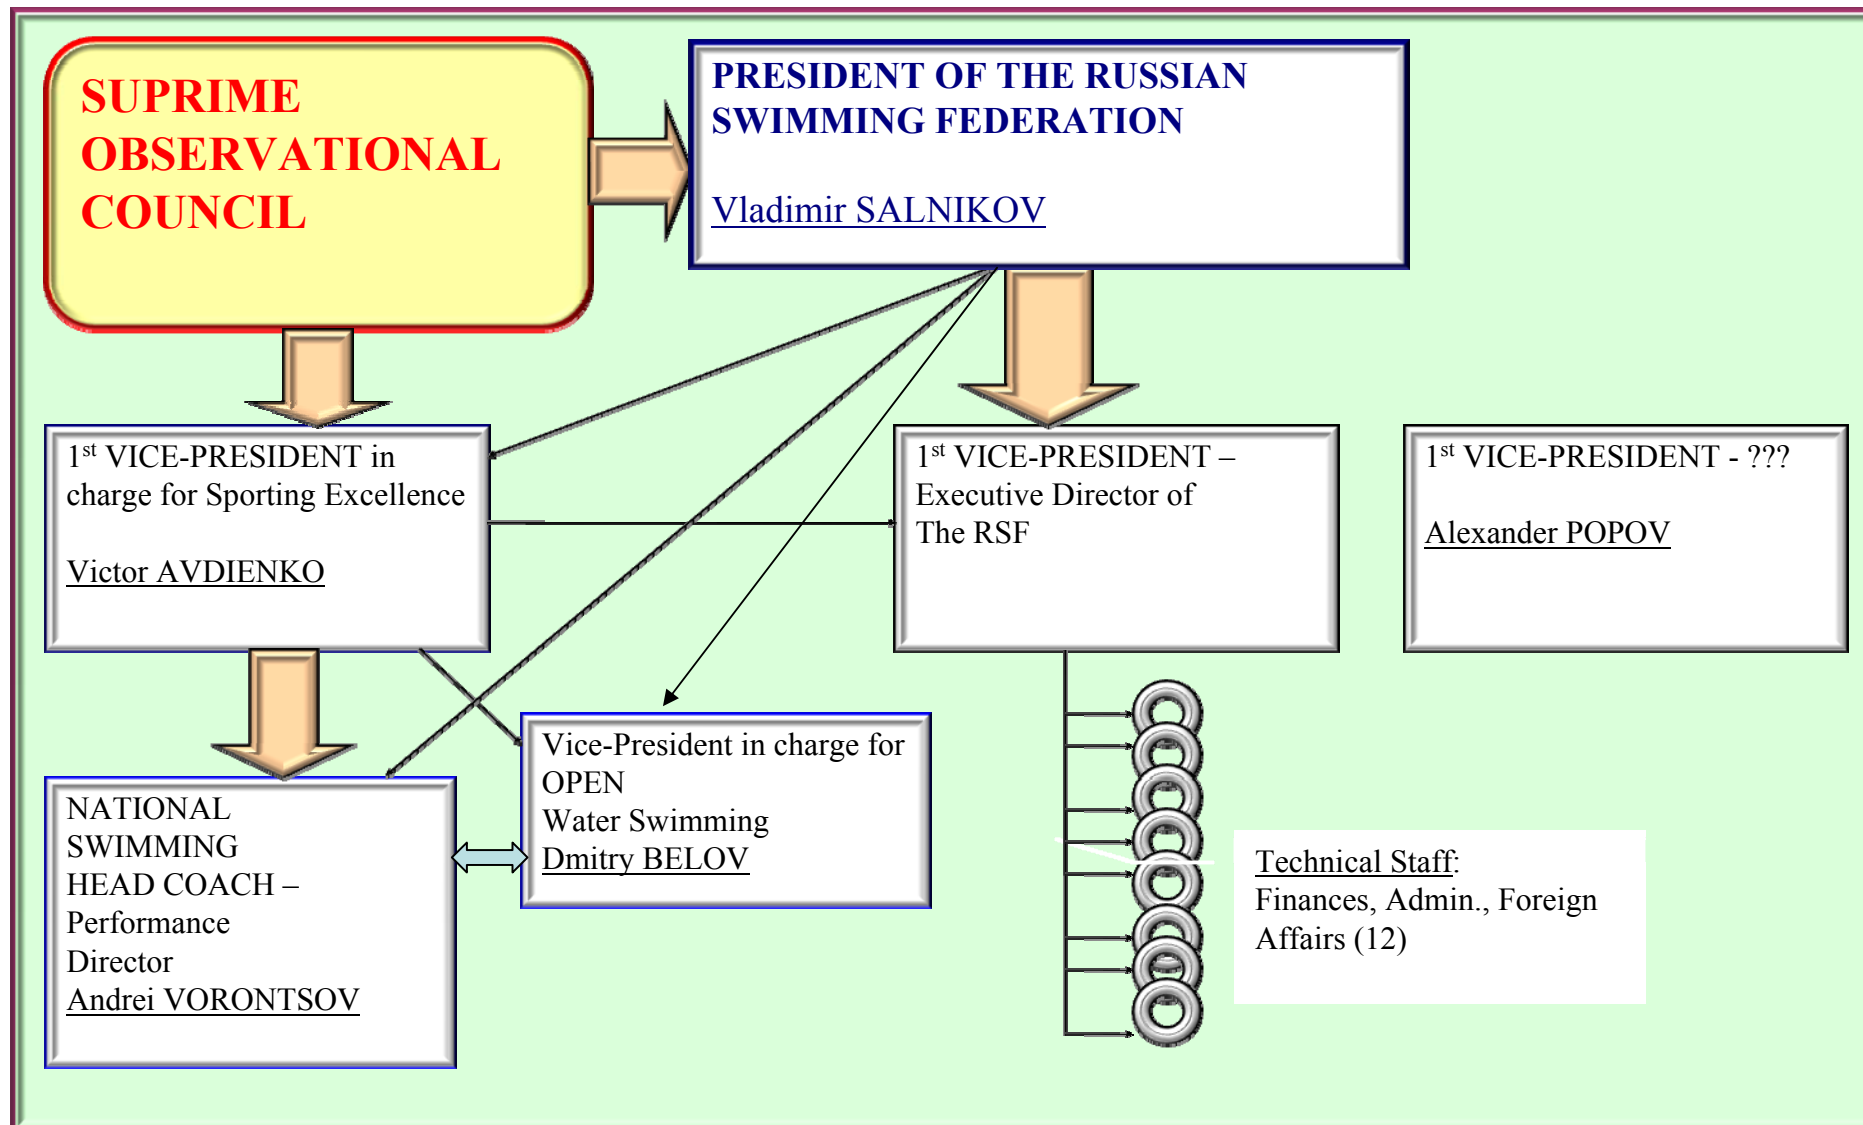 SUPRIME
OBSERVATIONAL
COUNCIL
PRESIDENT OF THE RUSSIAN
SWIMMING FEDERATION
Vladimir SALNIKOV
1st VICE-PRESIDENT in
charge for Sporting Excellence
Victor AVDIENKO
1st VICE-PRESIDENT –
Executive Director of
The RSF
1st VICE-PRESIDENT - ???
Alexander POPOV
NATIONAL
SWIMMING
HEAD COACH –
Performance
Director
Andrei VORONTSOV
Vice-President in charge for
OPEN
Water Swimming
Dmitry BELOV
Technical Staff:
Finances, Admin., Foreign
Affairs (12)